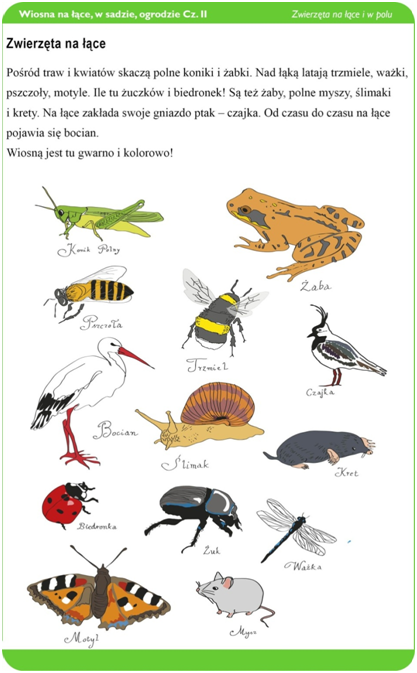 Wiosna na łące, w sadzie, ogrodzie Cz. II
Zwierzęta na łące i w polu
Zwierzęta na łące
Pośród traw i kwiatów skaczą polne koniki i żabki. Nad łąką latają trzmiele, ważki,
pszczoły, motyle. Ile tu żuczków i biedronek! Są też żaby, polne myszy, ślimaki
i krety. Na łące zakłada swoje gniazdo ptak – czajka. Od czasu do czasu na łące
pojawia się bocian.
Wiosną jest tu gwarno i kolorowo!
Konik Polny
Żaba
Pszczoła
Trzmiel
Czajka
Bocian
Ślimak
Kret
Biedronka
Żuk
Ważka
Motyl
Mysz